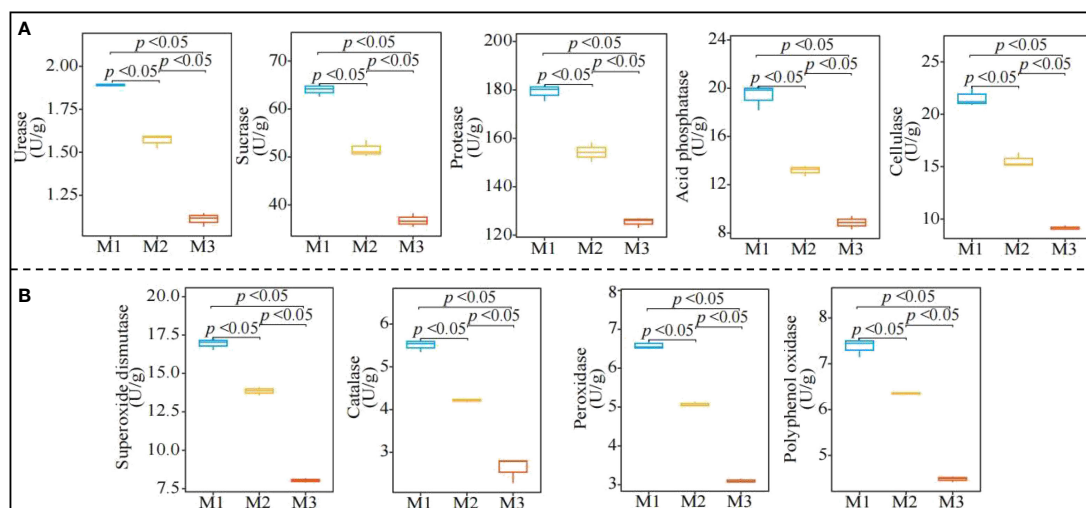 A
Urease
(U/g)
2.00
1.75
1.50
1.25
p <0.05
p <0.05
p <0.05
M1 M2 M3
Sucrase
(U/g)
70
60
50
40
p <0.05
p <0.05
p <0.05
M1 M2 M3
Protease
(U/g)
200
180
160
140
120
p <0.05
p <0.05
p <0.05
M1 M2 M3
Acid phosphatase
(U/g)
24
20
16
12
8
p <0.05
p <0.05
p <0.05
M1 M2 M3
Cellulase
(U/g)
25
20
15
10
p <0.05
p <0.05
p <0.05
M1 M2 M3
B
Superoxide dismutase
(U/g)
20.0
17.5
15.0
12.5
10.0
7.5
p <0.05
p <0.05
p <0.05
M1 M2 M3
Catalase
(U/g)
6
5
4
3
p <0.05
p <0.05
p <0.05
M1 M2 M3
Peroxidase
(U/g)
8
7
6
5
4
3
p <0.05
p <0.05
p <0.05
M1 M2 M3
Polyphenol oxidase
(U/g)
8
7
6
5
p <0.05
p <0.05
p <0.05
M1 M2 M3